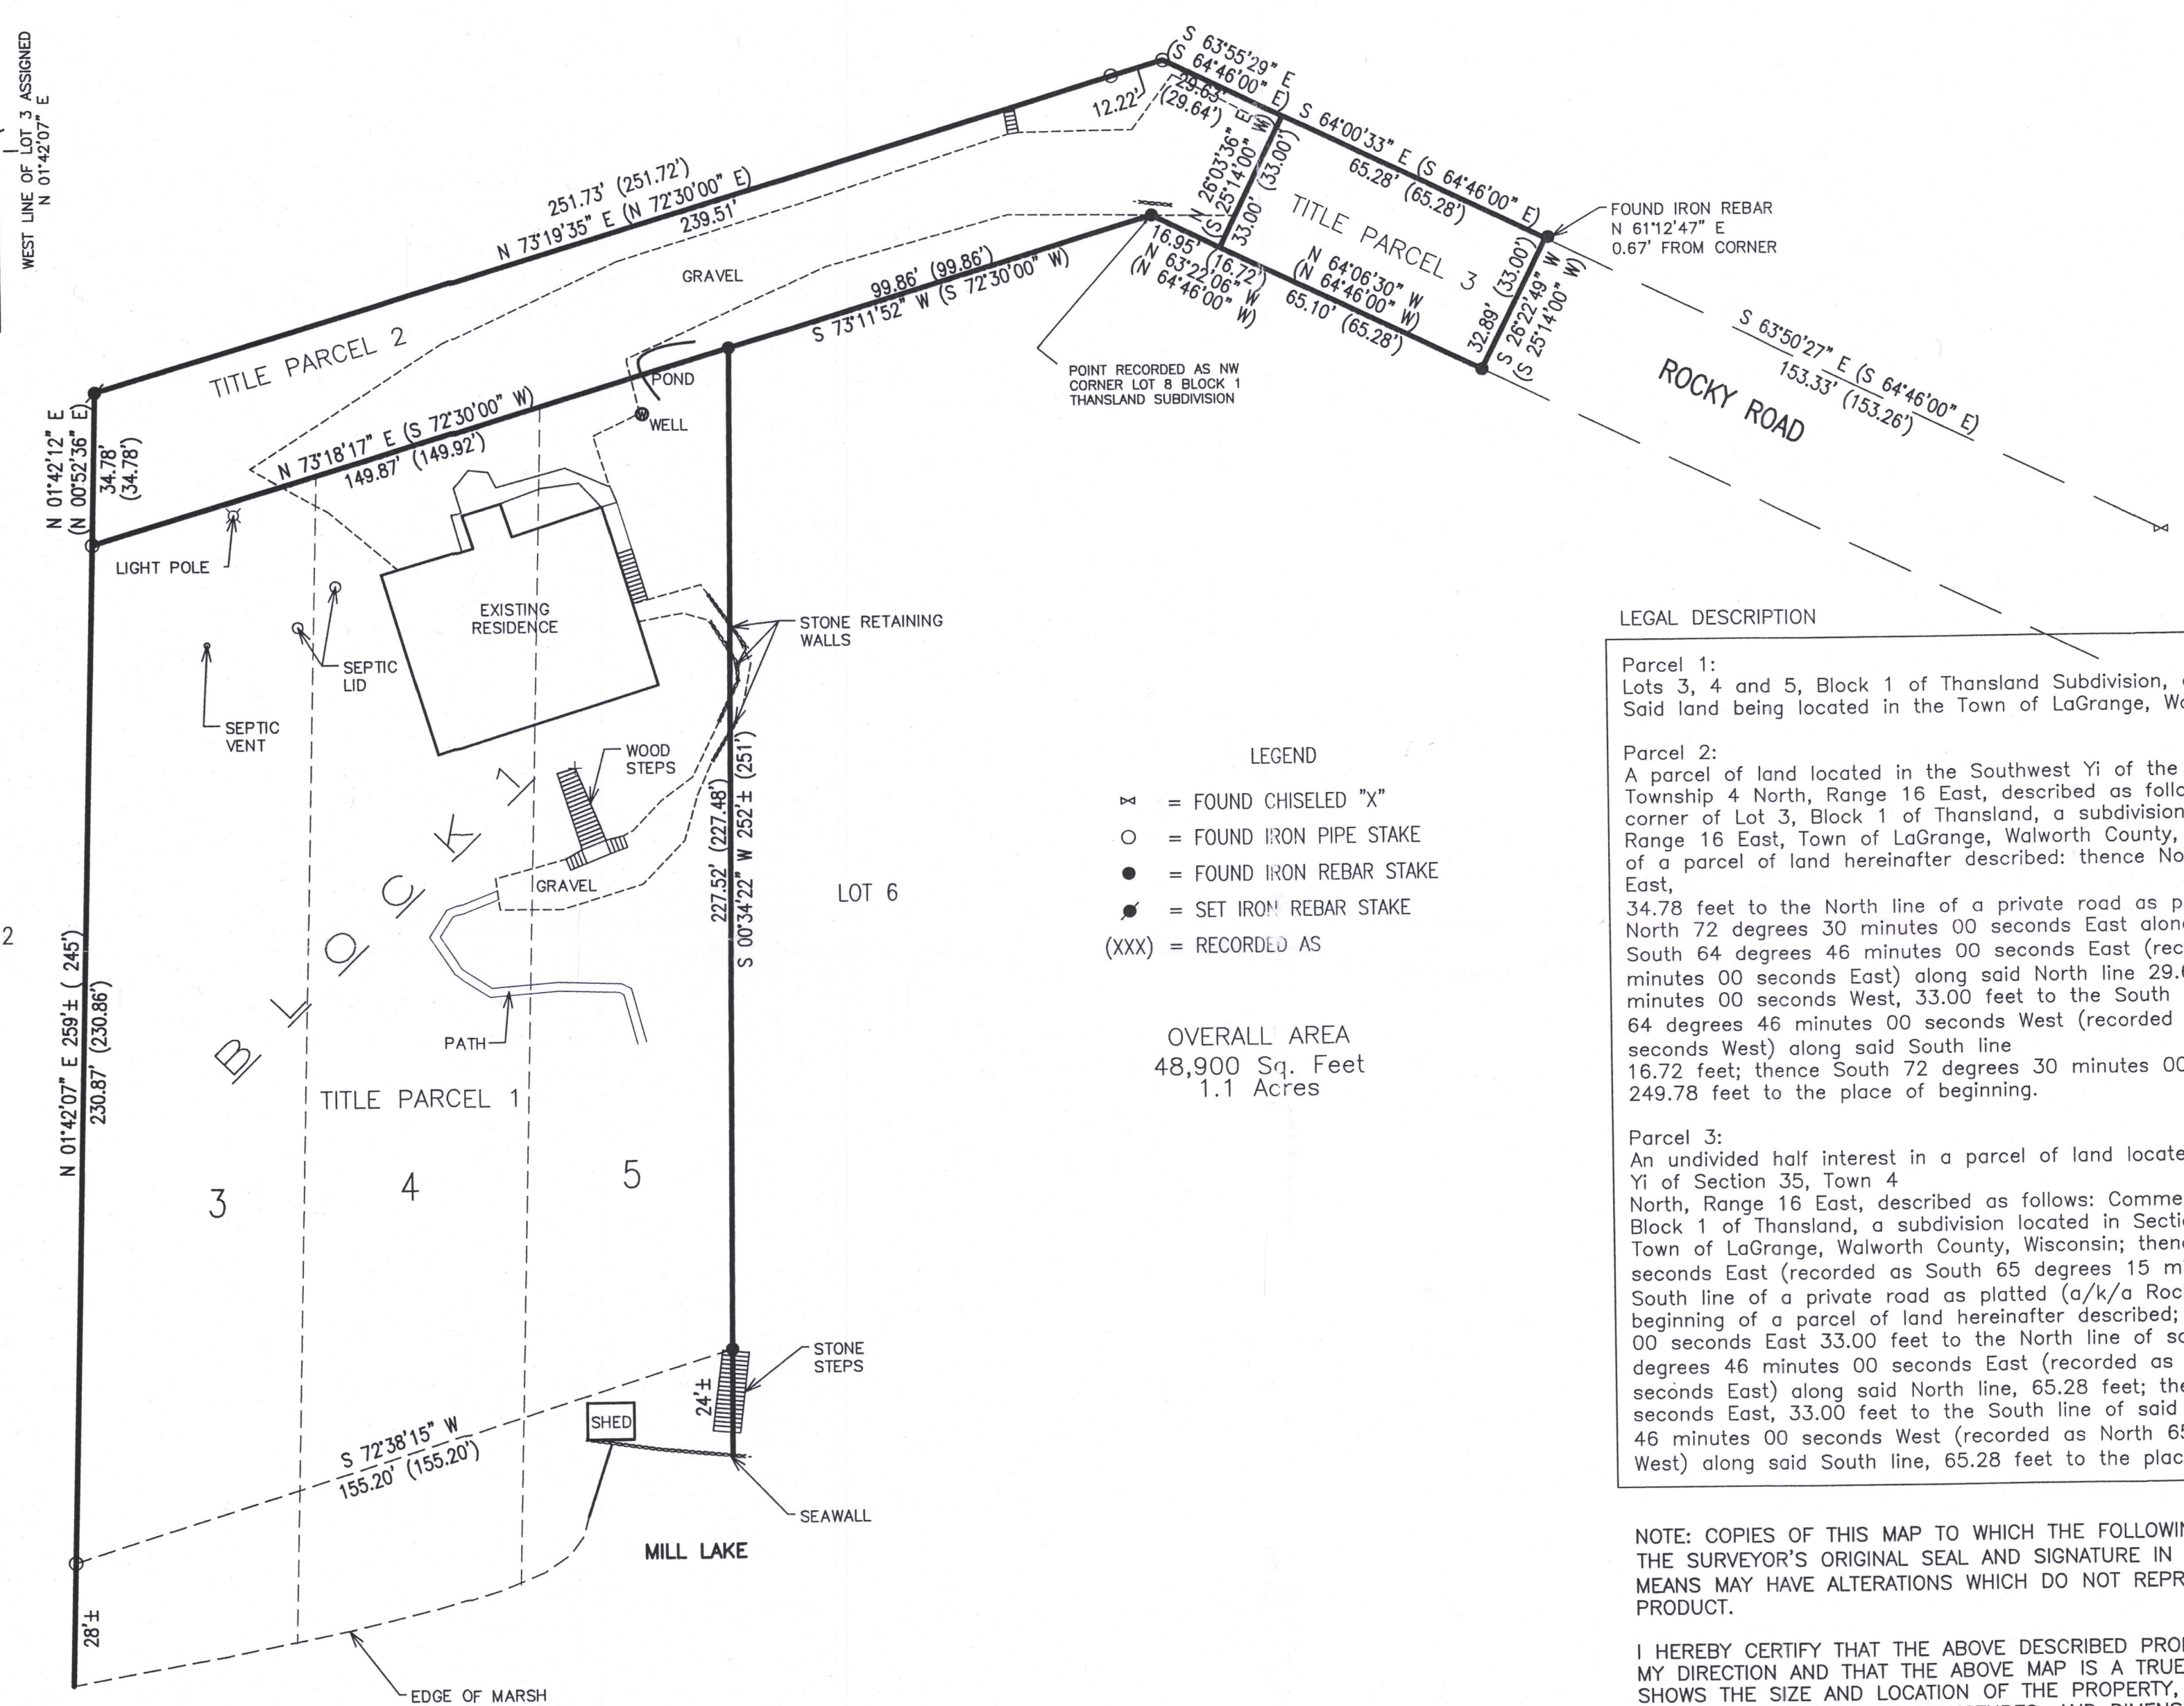 WEST LINE OF LOT 3 ASSIGNED
N 01°42'07" E
S 63°55'29" E
(S 64°46'00" E)
29.63'
(29.64')
12.22'
251.73' (251.72')
N 73°19'35" E (N 72°30'00" E)
239.51'
N 26°03'36" E
(S 25°14'00" W)
33.00' (33.00')
S 64°00'33" E (S 64°46'00" E)
65.28' (65.28')
TITLE PARCEL 3
FOUND IRON REBAR
N 61°12'47" E
0.67' FROM CORNER
GRAVEL
99.86' (99.86')
S 73°11'52" W (S 72°30'00" W)
16.95' (16.72')
N 63°22'06" W
(N 64°46'00" W)
N 64°06'30" W
(N 64°46'00" W)
65.10' (65.28')
32.89' (33.00')
S 26°22'49" W
(S 25°14'00" W)
S 63°50'27" E (S 64°46'00" E)
153.33' (153.26')
ROCKY ROAD
POINT RECORDED AS NW
CORNER LOT 8 BLOCK 1
THANSLAND SUBDIVISION
TITLE PARCEL 2
POND
W
WELL
N 01°42'12" E
(N 00°52'36" E)
34.78'
(34.78')
N 73°18'17" E (S 72°30'00" W)
149.87' (149.92')
LIGHT POLE
EXISTING
RESIDENCE
SEPTIC
LID
SEPTIC
VENT
STONE RETAINING
WALLS
WOOD
STEPS
227.52' (227.48')
S 00°34'22" W 252'± (251')
BLOCK 1
GRAVEL
LOT 6
2
N 01°42'07" E 259'± ( 245')
230.87' (230.86')
PATH
TITLE PARCEL 1
3
4
5
STONE
STEPS
24'±
SHED
S 72°38'15" W
155.20' (155.20')
SEAWALL
MILL LAKE
28'±
EDGE OF MARSH
LEGEND
= FOUND CHISELED "X"
= FOUND IRON PIPE STAKE
= FOUND IRON REBAR STAKE
= SET IRON REBAR STAKE
(XXX) = RECORDED AS
OVERALL AREA
48,900 Sq. Feet
1.1 Acres
LEGAL DESCRIPTION
Parcel 1:
Lots 3, 4 and 5, Block 1 of Thansland Subdivision,
Said land being located in the Town of LaGrange,
Parcel 2:
A parcel of land located in the Southwest Yi of the
Township 4 North, Range 16 East, described as follo
corner of Lot 3, Block 1 of Thansland, a subdivision
Range 16 East, Town of LaGrange, Walworth County,
of a parcel of land hereinafter described: thence No
East,
34.78 feet to the North line of a private road as p
North 72 degrees 30 minutes 00 seconds East alon
South 64 degrees 46 minutes 00 seconds East (rec
minutes 00 seconds East) along said North line 29.6
minutes 00 seconds West, 33.00 feet to the South
64 degrees 46 minutes 00 seconds West (recorded
seconds West) along said South line
16.72 feet; thence South 72 degrees 30 minutes 00
249.78 feet to the place of beginning.
Parcel 3:
An undivided half interest in a parcel of land locate
Yi of Section 35, Town 4
North, Range 16 East, described as follows: Comme
Block 1 of Thansland, a subdivision located in Secti
Town of LaGrange, Walworth County, Wisconsin; then
seconds East (recorded as South 65 degrees 15 m
South line of a private road as platted (a/k/a Roc
beginning of a parcel of land hereinafter described;
00 seconds East 33.00 feet to the North line of sa
degrees 46 minutes 00 seconds East (recorded as
seconds East) along said North line, 65.28 feet; the
seconds East, 33.00 feet to the South line of said
46 minutes 00 seconds West (recorded as North 65
West) along said South line, 65.28 feet to the plac
NOTE: COPIES OF THIS MAP TO WHICH THE FOLLOWIN
THE SURVEYOR'S ORIGINAL SEAL AND SIGNATURE IN
MEANS MAY HAVE ALTERATIONS WHICH DO NOT REPR
PRODUCT.
I HEREBY CERTIFY THAT THE ABOVE DESCRIBED PRO
MY DIRECTION AND THAT THE ABOVE MAP IS A TRUE
SHOWS THE SIZE AND LOCATION OF THE PROPERTY,